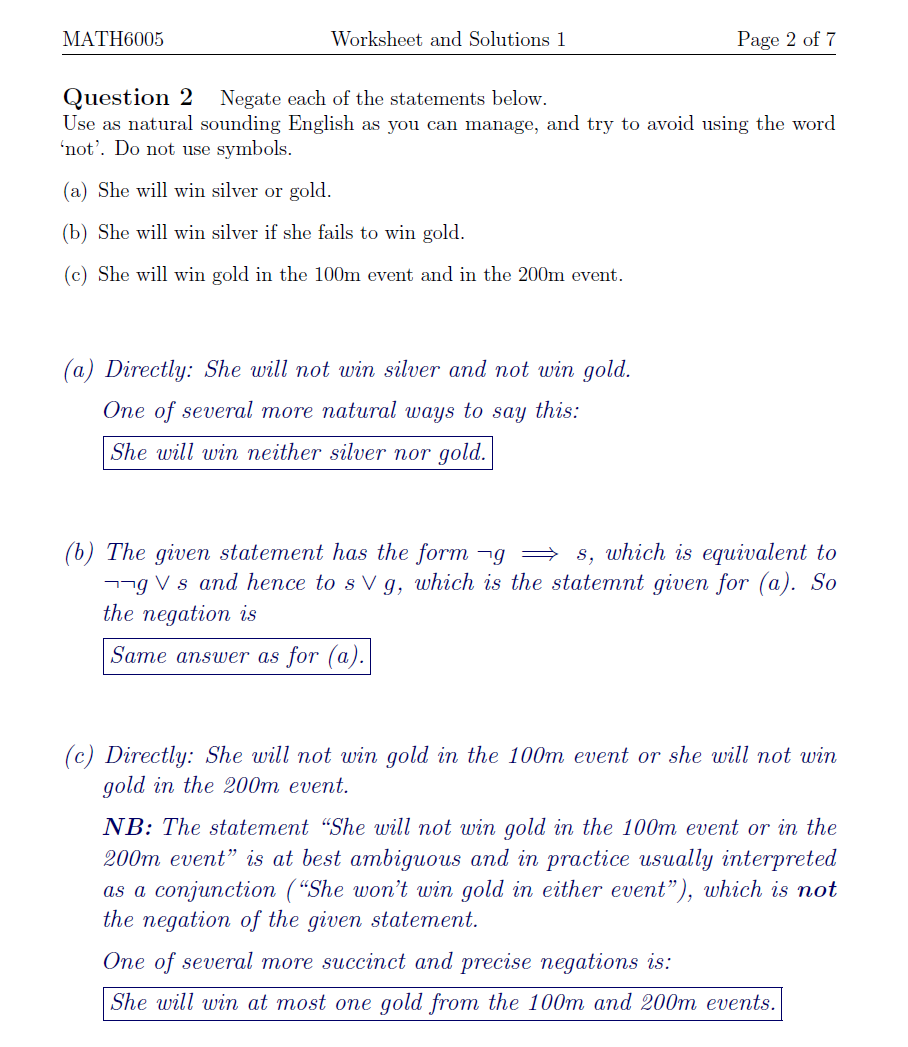 MATH6005 Worksheet and Solutions 1 Page 2 of 7
Question 2 Negate each of the statements below.
Use as natural sounding English as you can manage, and try to avoid using the word
‘not’. Do not use symbols.
(a) She will win silver or gold.
(b) She will win silver if she fails to win gold.
(c) She will win gold in the 100m event and in the 200m event.
(a) Directly: She will not win silver and not win gold.
One of several more natural ways to say this:
She will win neither silver nor gold.
(b) The given statement has the form ¬g ⟹ s, which is equivalent to
¬¬g ∨ s and hence to s ∨ g, which is the statemnt given for (a). So
the negation is
Same answer as for (a).
(c) Directly: She will not win gold in the 100m event or she will not win
gold in the 200m event.
NB: The statement “She will not win gold in the 100m event or in the
200m event” is at best ambiguous and in practice usually interpreted
as a conjunction (“She won’t win gold in either event”), which is not
the negation of the given statement.
One of several more succinct and precise negations is:
She will win at most one gold from the 100m and 200m events.